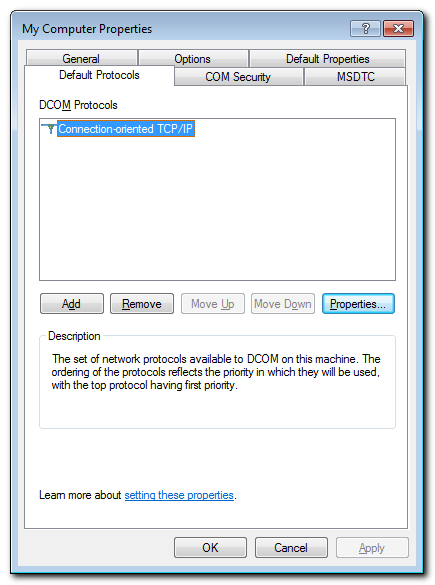 My Computer Properties
General Options Default Properties
Default Protocols COM Security MSDTC
DCOM Protocols
Connection-oriented TCP/IP
Add Remove Move Up Move Down Properties...
Description
The set of network protocols available to DCOM on this machine. The
ordering of the protocols reflects the priority in which they will be used,
with the top protocol having first priority.
Learn more about setting these properties.
OK Cancel Apply